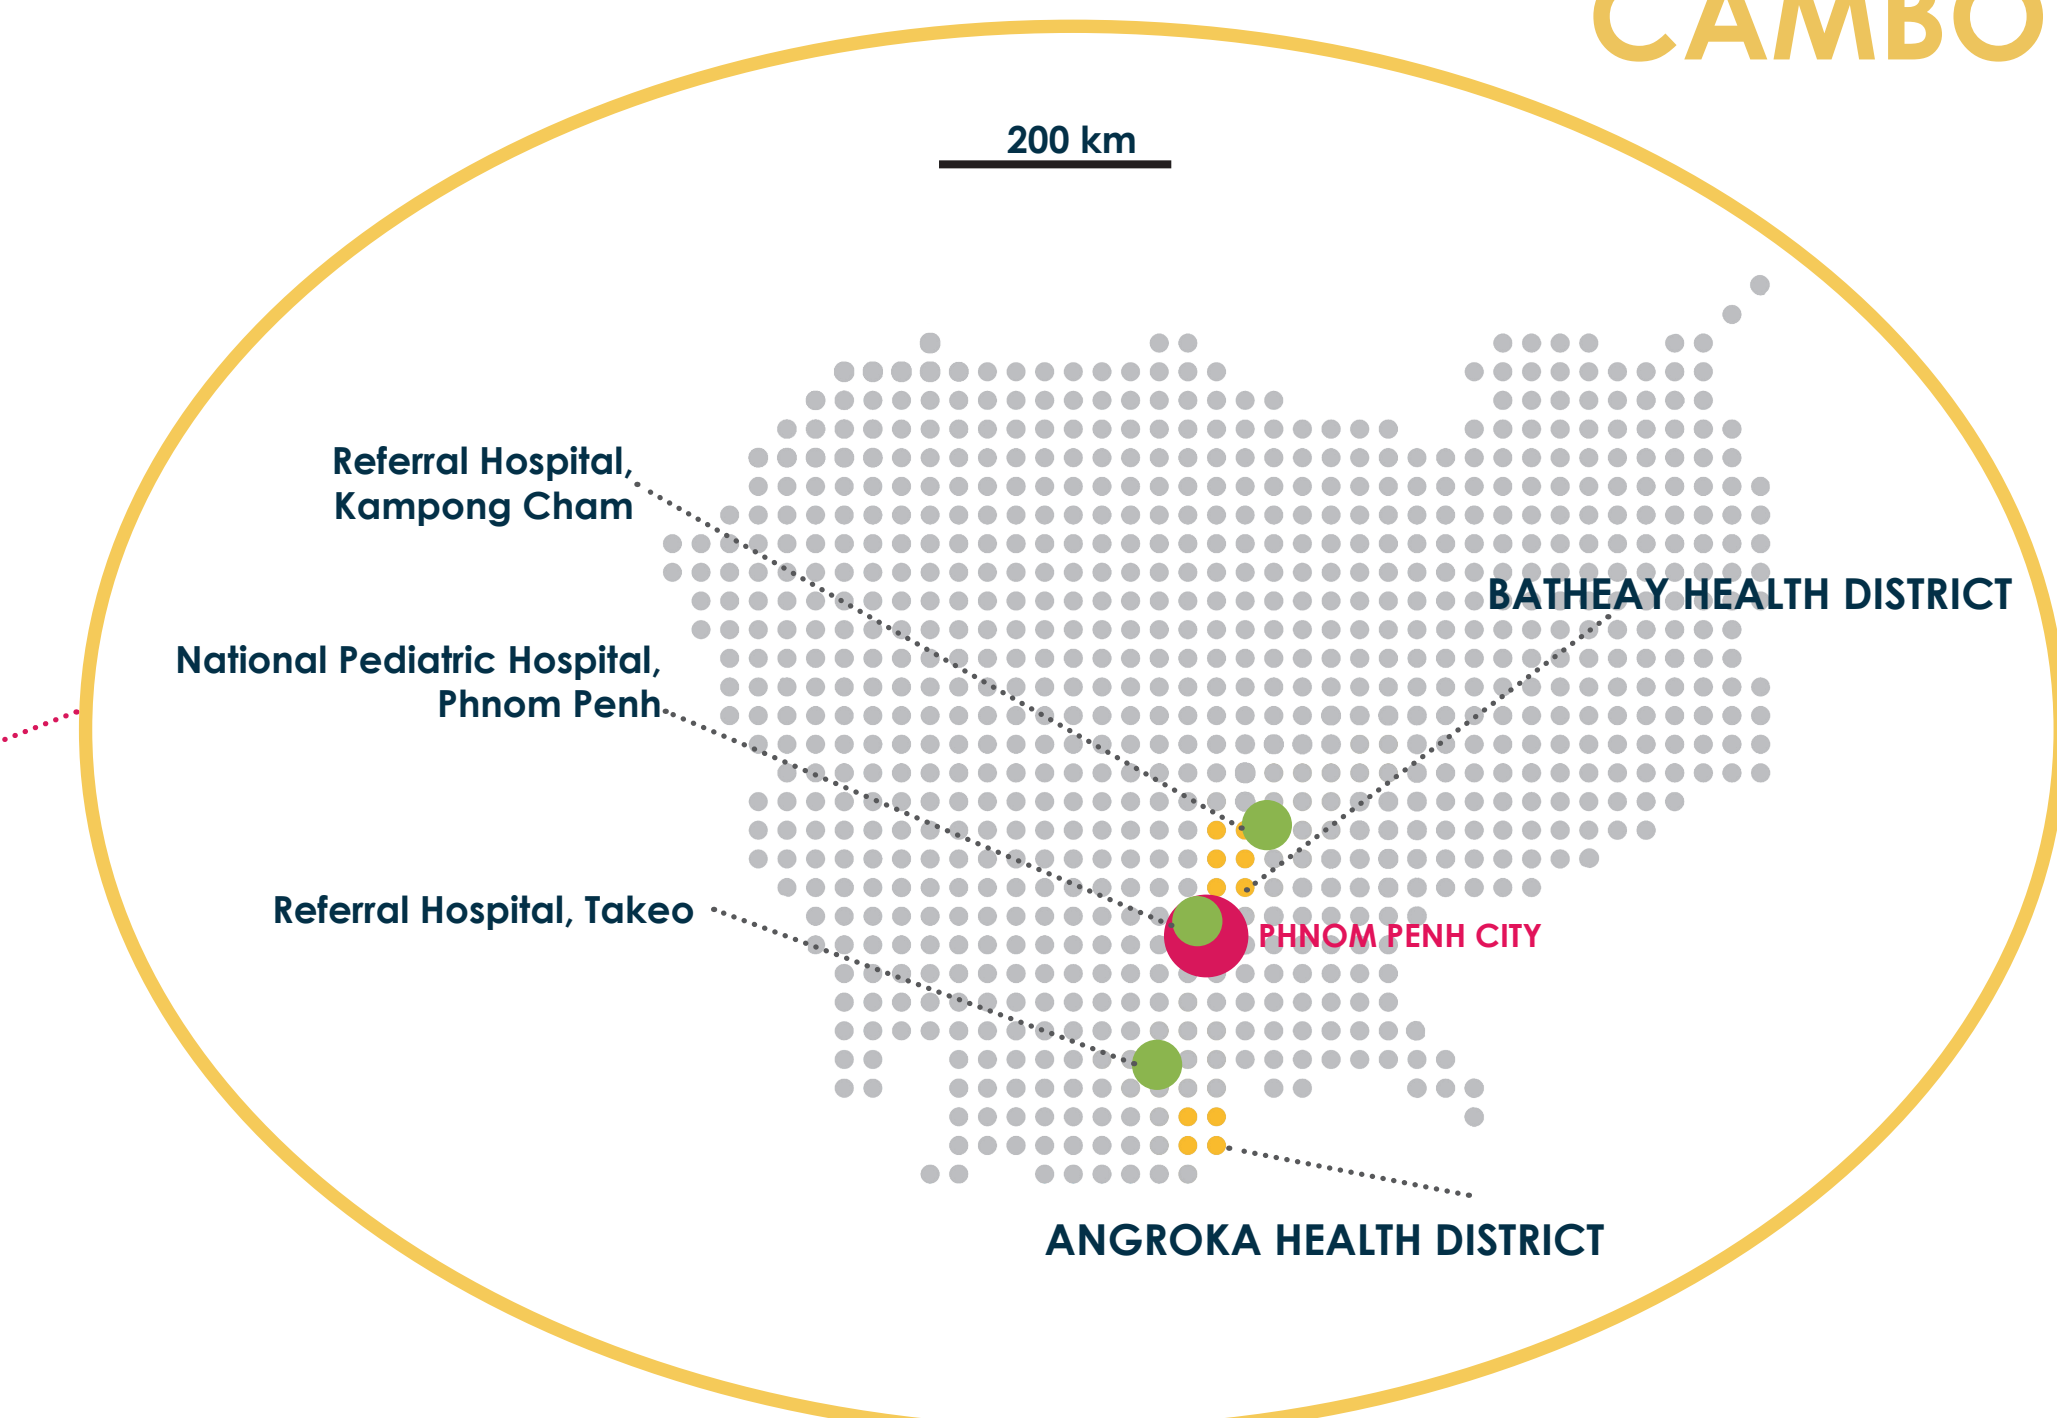 CAMBO
200 km
Referral Hospital,
Kampong Cham
BATHEAY HEALTH DISTRICT
National Pediatric Hospital,
Phnom Penh
Referral Hospital, Takeo
PHNOM PENH CITY
ANGROKA HEALTH DISTRICT